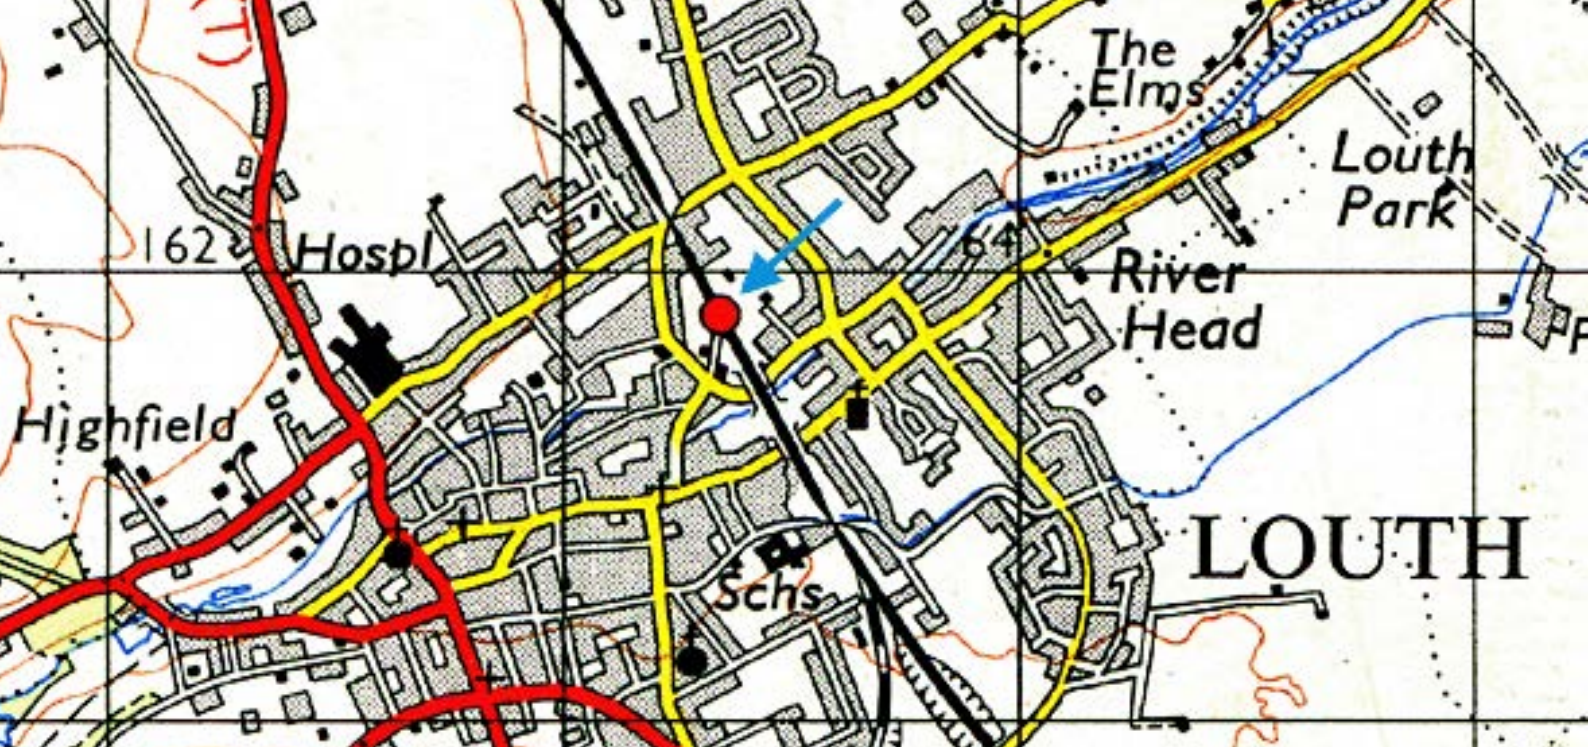 (T)
The
Elms
Louth
Park
162
Hospl
64
River
Head
Highfield
LOUTH
Schs